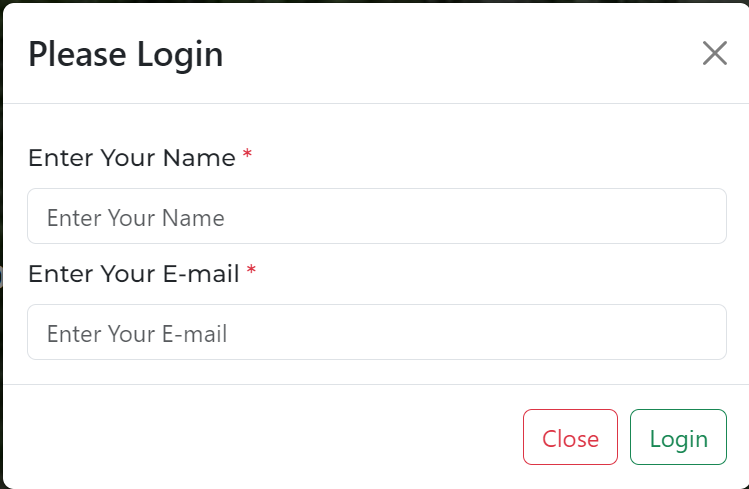 Please Login
Enter Your Name *
Enter Your Name
Enter Your E-mail *
Enter Your E-mail
Close Login